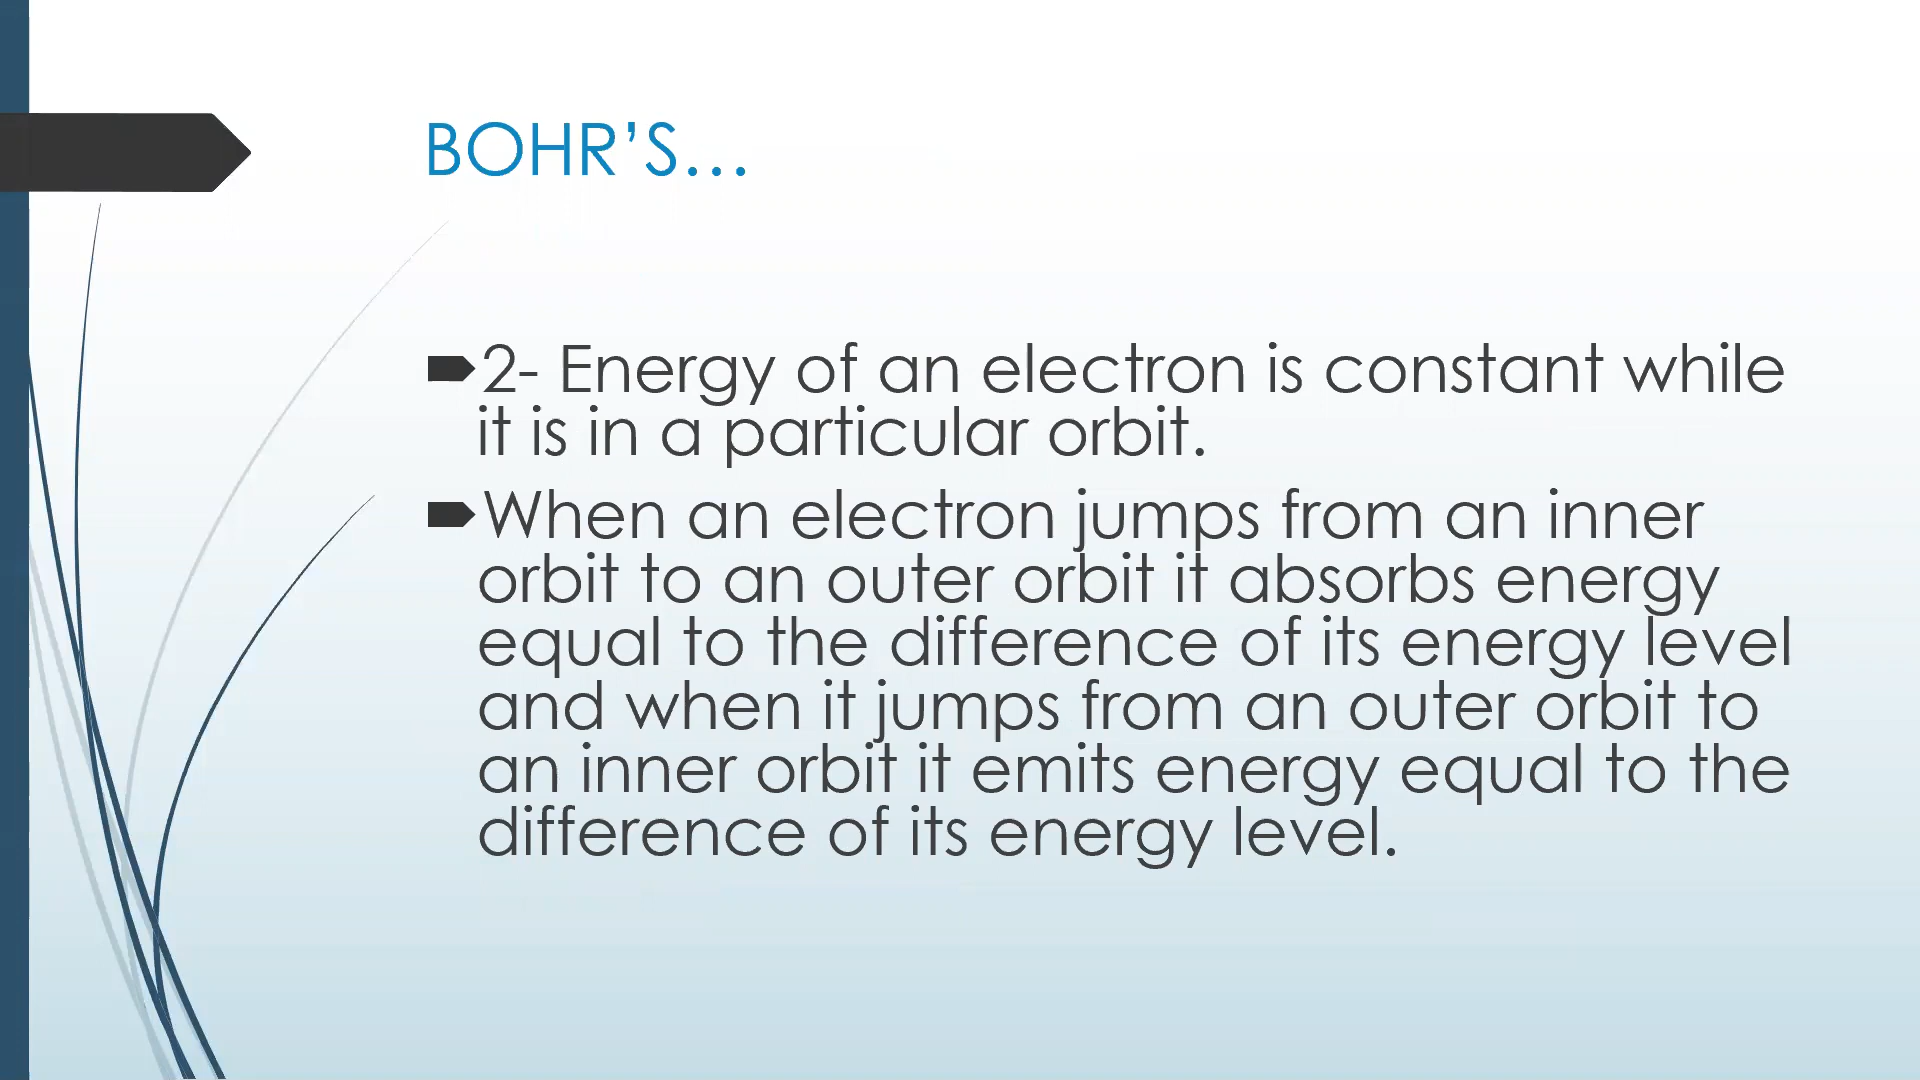 BOHR’S…
2- Energy of an electron is constant while
it is in a particular orbit.
When an electron jumps from an inner
orbit to an outer orbit it absorbs energy
equal to the difference of its energy level
and when it jumps from an outer orbit to
an inner orbit it emits energy equal to the
difference of its energy level.